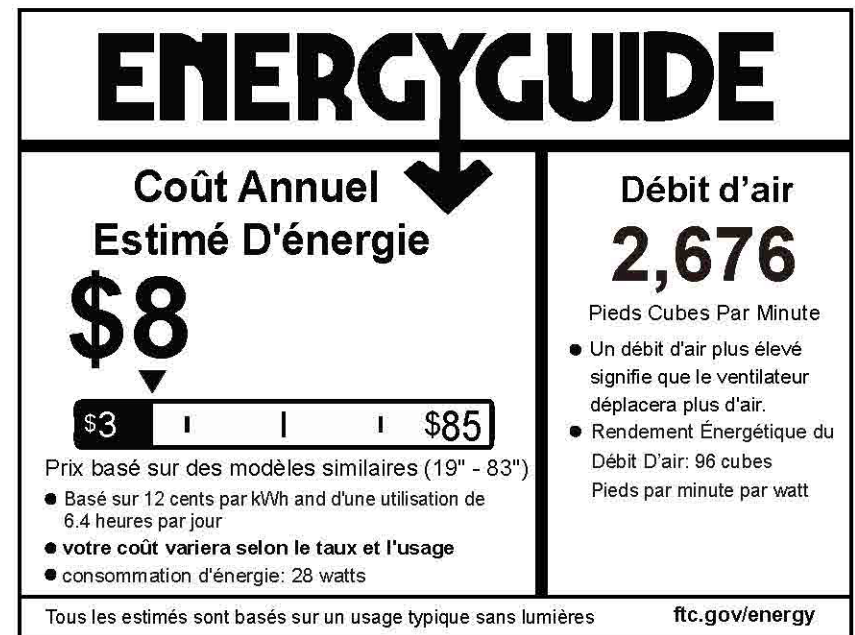 ENERGYGUIDE
Coût Annuel
Estimé D'énergie
$8
$3
$85
Prix basé sur des modèles similaires (19" - 83")
● Basé sur 12 cents par kWh and d'une utilisation de
6.4 heures par jour
● votre coût variera selon le taux et l'usage
● consommation d'énergie: 28 watts
Débit d'air
2,676
Pieds Cubes Par Minute
● Un débit d'air plus élevé
signifie que le ventilateur
déplacera plus d'air.
● Rendement Énergétique du
Débit D'air: 96 cubes
Pieds par minute par watt
Tous les estimés sont basés sur un usage typique sans lumières
ftc.gov/energy